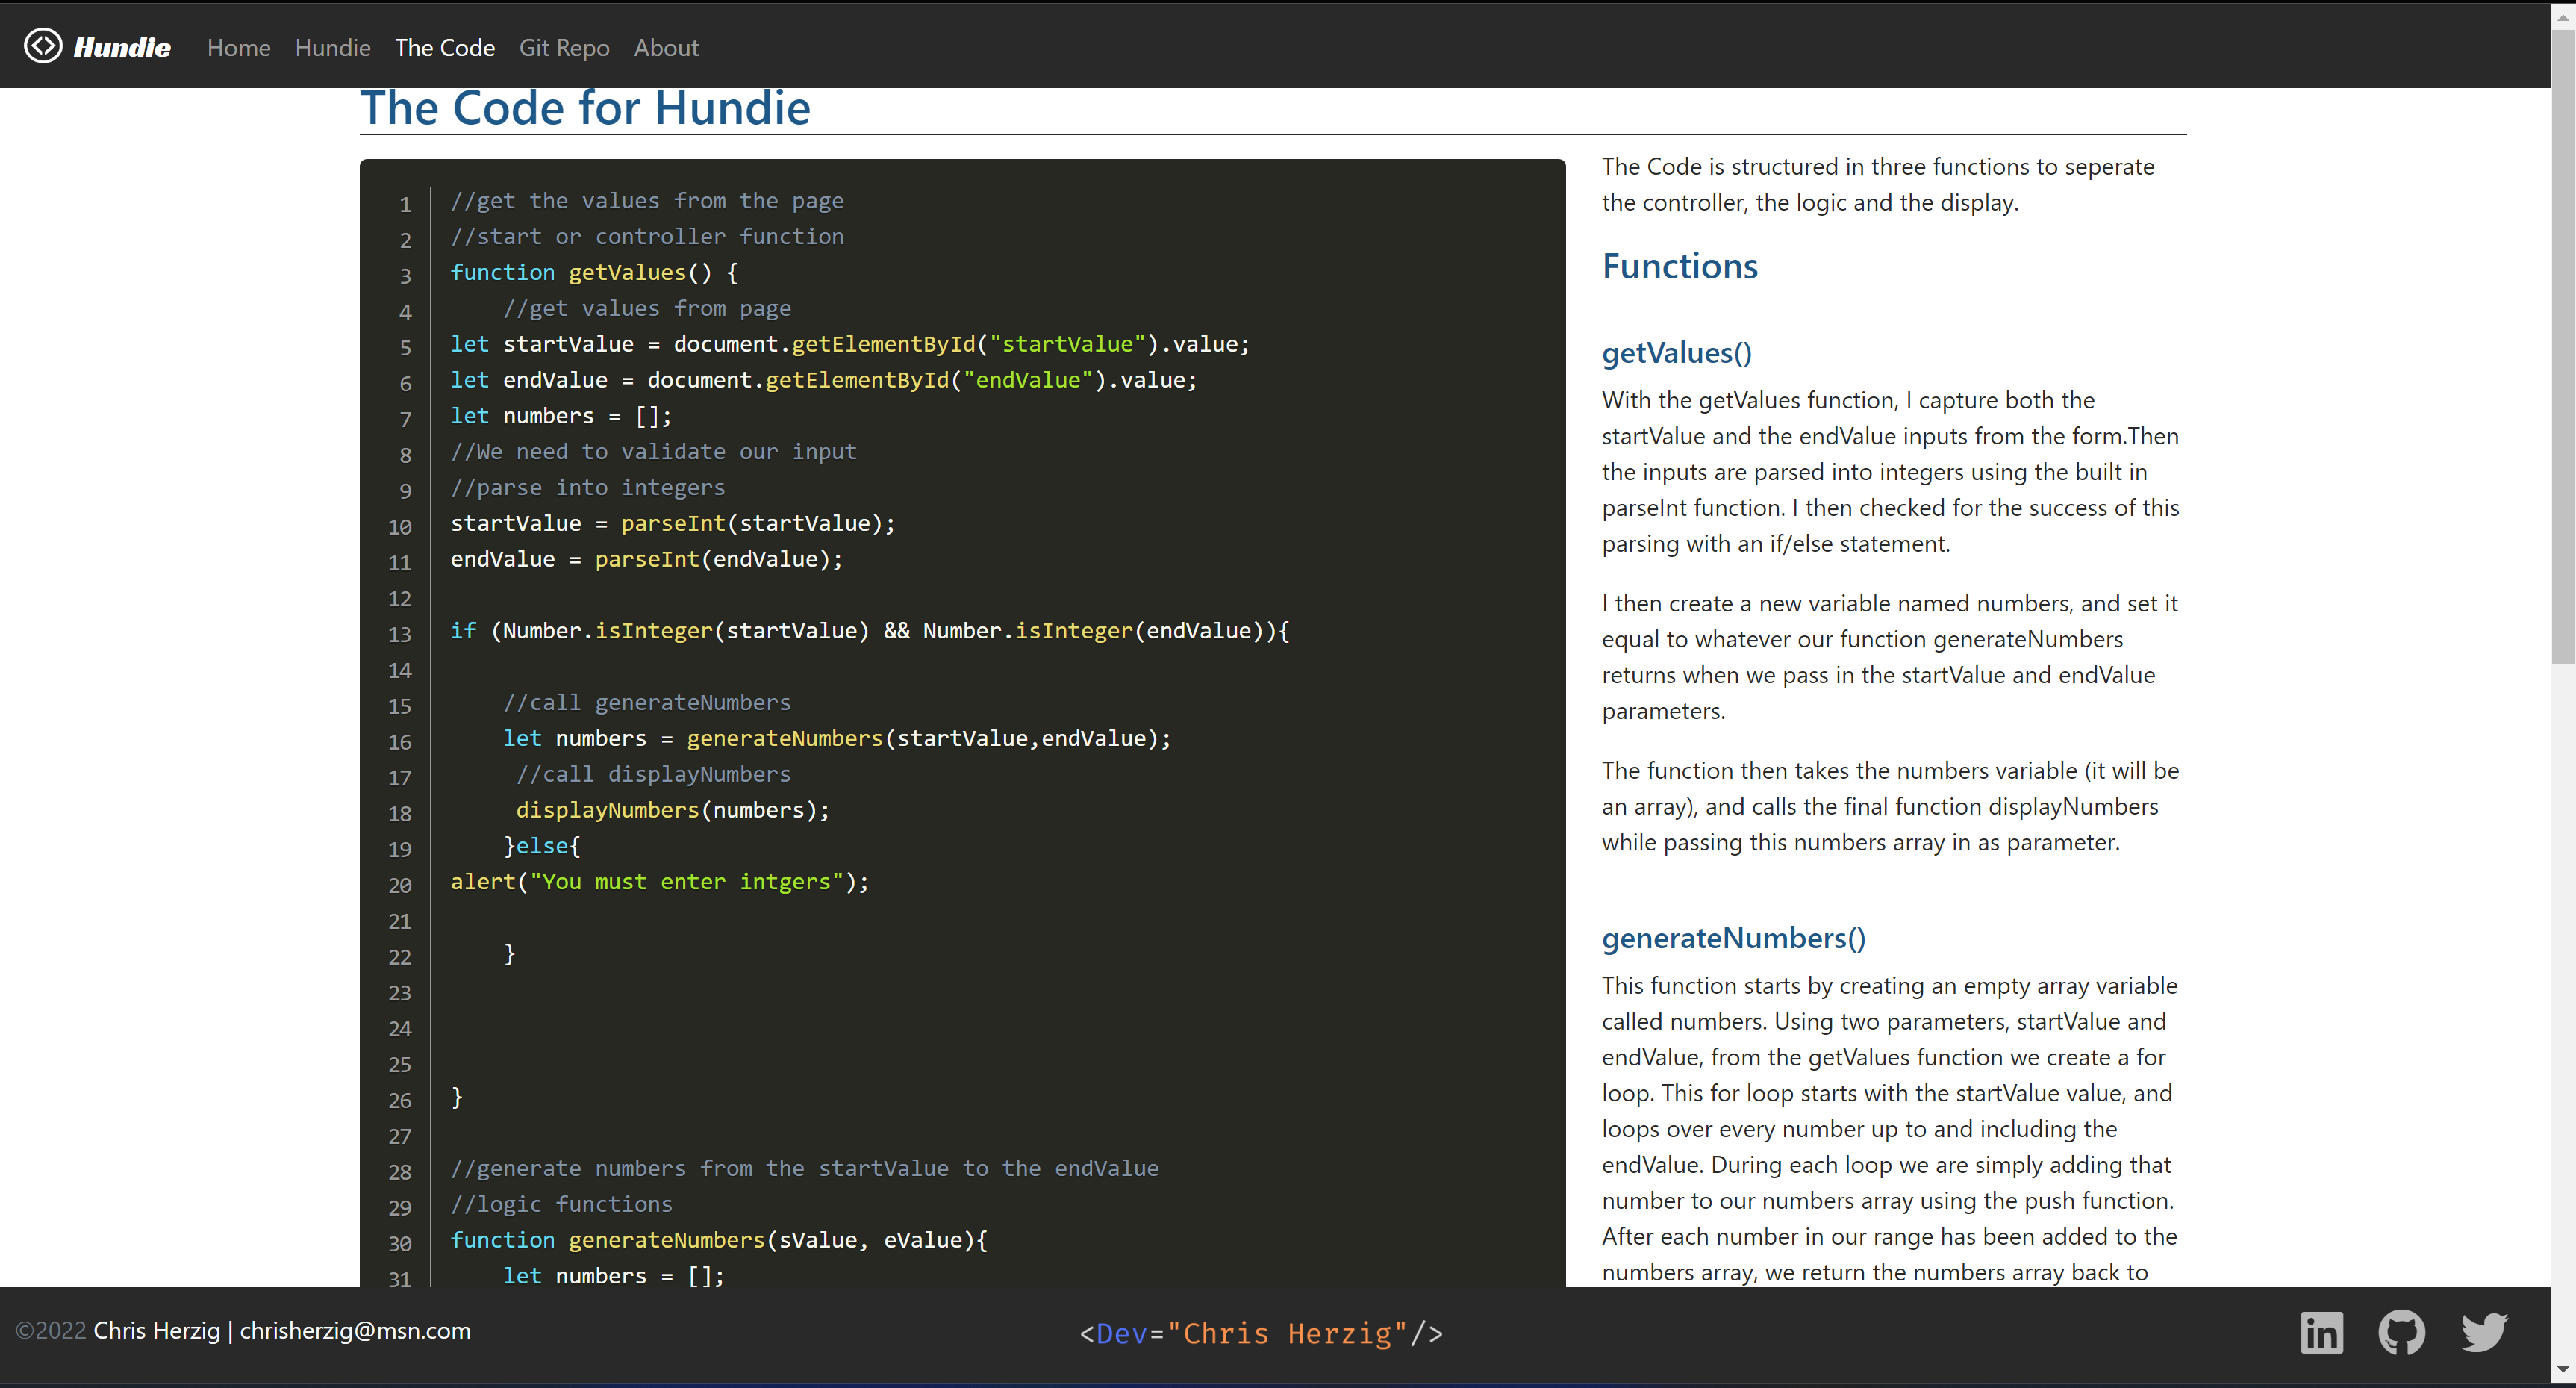 Hundie Home Hundie The Code Git Repo About
The Code for Hundie
1 //get the values from the page
2 //start or controller function
3 function getValues() {
4     //get values from page
5 let startValue = document.getElementById("startValue").value;
6 let endValue = document.getElementById("endValue").value;
7 let numbers = [];
8 //We need to validate our input
9 //parse into integers
10 startValue = parseInt(startValue);
11 endValue = parseInt(endValue);
12
13 if (Number.isInteger(startValue) && Number.isInteger(endValue)){
14
15     //call generateNumbers
16     let numbers = generateNumbers(startValue,endValue);
17      //call displayNumbers
18      displayNumbers(numbers);
19     }else{
20 alert("You must enter intgers");
21
22     }
23
24
25
26 }
27
28 //generate numbers from the startValue to the endValue
29 //logic functions
30 function generateNumbers(sValue, eValue){
31     let numbers = [];
The Code is structured in three functions to seperate
the controller, the logic and the display.
Functions
getValues()
With the getValues function, I capture both the
startValue and the endValue inputs from the form.Then
the inputs are parsed into integers using the built in
parseInt function. I then checked for the success of this
parsing with an if/else statement.
I then create a new variable named numbers, and set it
equal to whatever our function generateNumbers
returns when we pass in the startValue and endValue
parameters.
The function then takes the numbers variable (it will be
an array), and calls the final function displayNumbers
while passing this numbers array in as parameter.
generateNumbers()
This function starts by creating an empty array variable
called numbers. Using two parameters, startValue and
endValue, from the getValues function we create a for
loop. This for loop starts with the startValue value, and
loops over every number up to and including the
endValue. During each loop we are simply adding that
number to our numbers array using the push function.
After each number in our range has been added to the
numbers array, we return the numbers array back to
©2022 Chris Herzig | chrisherzig@msn.com
<Dev="Chris Herzig"/>
in